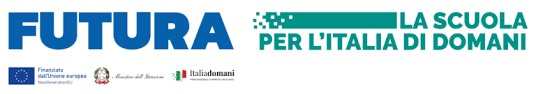 FUTURA
LA SCUOLA
PER L'ITALIA DI DOMANI
Finanziato
dall'Unione europea
NextGenerationEU
Ministero dell'Istruzione
Italiadomani